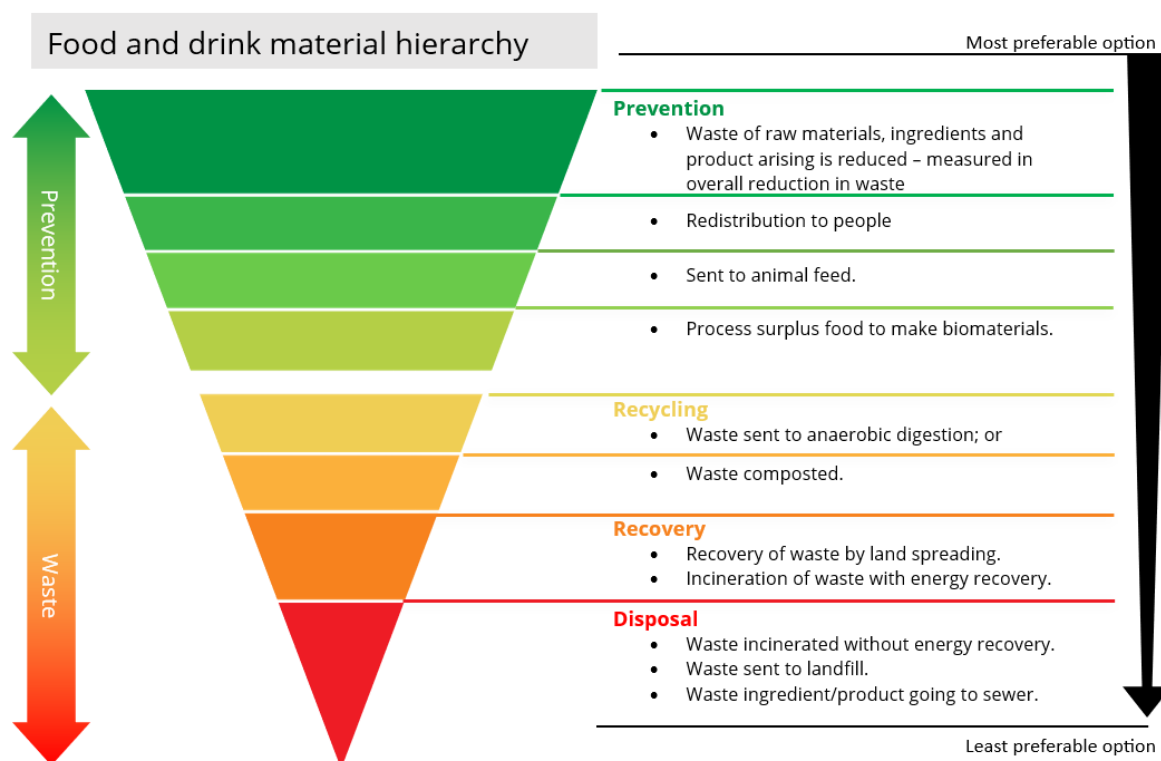 Food and drink material hierarchy
Most preferable option
Prevention
• Waste of raw materials, ingredients and
product arising is reduced – measured in
overall reduction in waste
• Redistribution to people
• Sent to animal feed.
• Process surplus food to make biomaterials.
Prevention
Recycling
• Waste sent to anaerobic digestion; or
• Waste composted.
Recovery
• Recovery of waste by land spreading.
• Incineration of waste with energy recovery.
Waste
Disposal
• Waste incinerated without energy recovery.
• Waste sent to landfill.
• Waste ingredient/product going to sewer.
Least preferable option